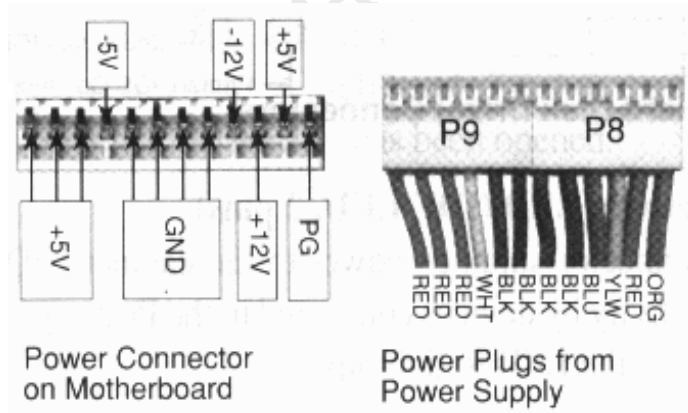 -5V
-12V
+5V
+5V
GND
+12V
PG
Power Connector
on Motherboard
P9
P8
RED
RED
RED
WHT
BLK
BLK
BLK
BLK
BLU
YLW
RED
ORG
Power Plugs from
Power Supply